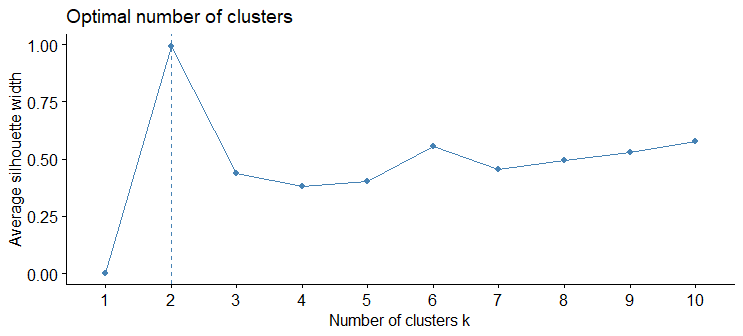 Optimal number of clusters
Average silhouette width
1.00
0.75
0.50
0.25
0.00
1 2 3 4 5 6 7 8 9 10
Number of clusters k